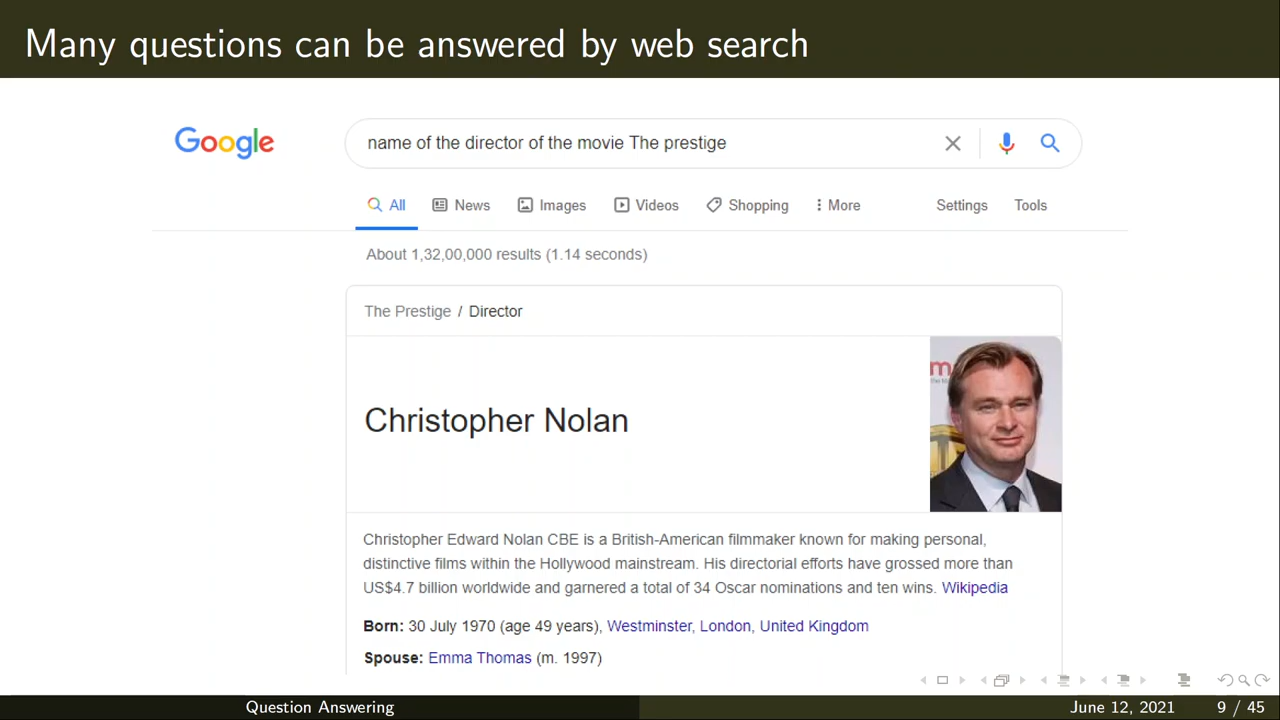 Many questions can be answered by web search
Google
name of the director of the movie The prestige
All News Images Videos Shopping More Settings Tools
About 1,32,00,000 results (1.14 seconds)
The Prestige / Director
Christopher Nolan
Christopher Edward Nolan CBE is a British-American filmmaker known for making personal,
distinctive films within the Hollywood mainstream. His directorial efforts have grossed more than
US$4.7 billion worldwide and garnered a total of 34 Oscar nominations and ten wins. Wikipedia
Born: 30 July 1970 (age 49 years), Westminster, London, United Kingdom
Spouse: Emma Thomas (m. 1997)
Question Answering June 12, 2021 9 / 45